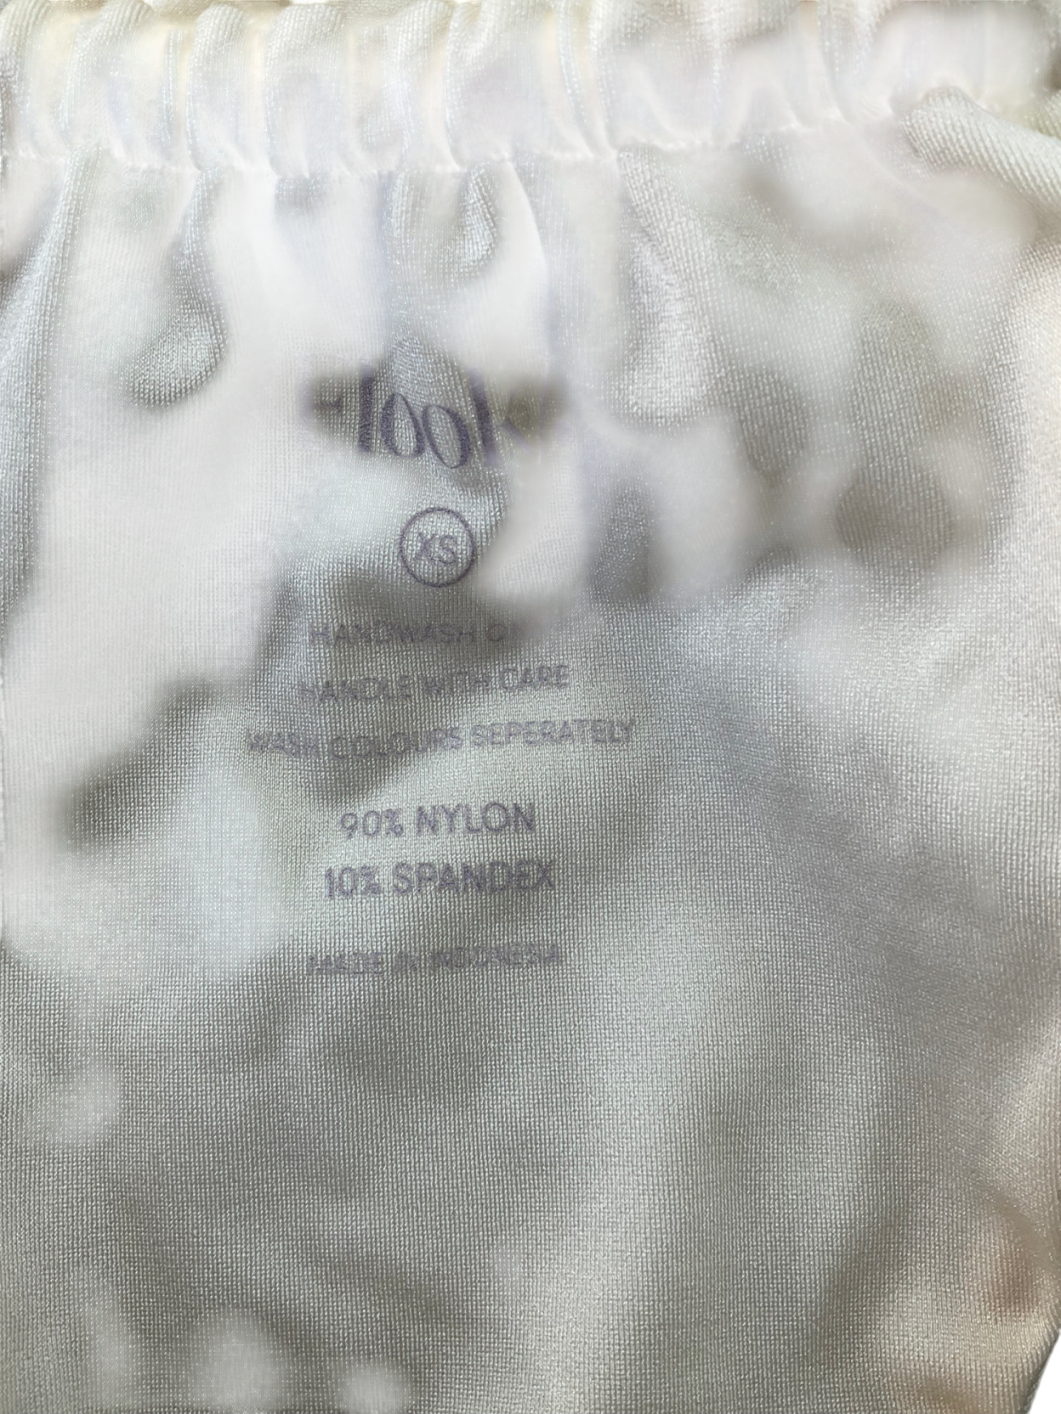 XS
HANDWASH
HANDLE WITH CARE
WASH COLOURS SEPERATELY
90% NYLON
10% SPANDEX
MADE IN INDONESIA